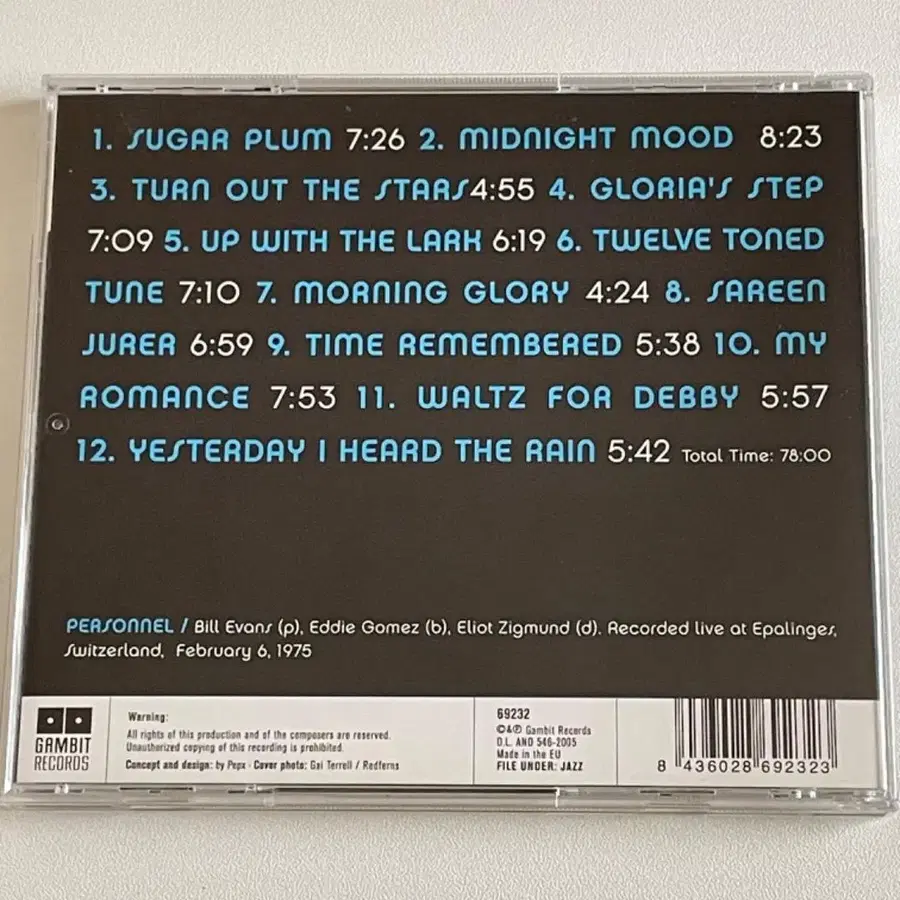 1. SUGAR PLUM 7:26 2. MIDNIGHT MOOD 8:23
3. TURN OUT THE STARS 4:55 4. GLORIA'S STEP
7:09 5. UP WITH THE LARK 6:19 6. TWELVE TONED
TUNE 7:10 7. MORNING GLORY 4:24 8. SAREEN
JURER 6:59 9. TIME REMEMBERED 5:38 10. MY
ROMANCE 7:53 11. WALTZ FOR DEBBY 5:57
12. YESTERDAY I HEARD THE RAIN 5:42 Total Time: 78:00
PERSONNEL / Bill Evans (p), Eddie Gomez (b), Eliot Zigmund (d). Recorded live at Epalinges,
Switzerland, February 6, 1975
GAMBIT
RECORDS
Warning:
All rights of this production and of the composers are reserved.
Unauthorized copying of this recording is prohibited.
Concept and design: by Pepx · Cover photo: Gai Terrell / Redferns
69232
©&℗ Gambit Records
D.L. AND 546-2005
Made in the EU
FILE UNDER: JAZZ
8 436028 692323